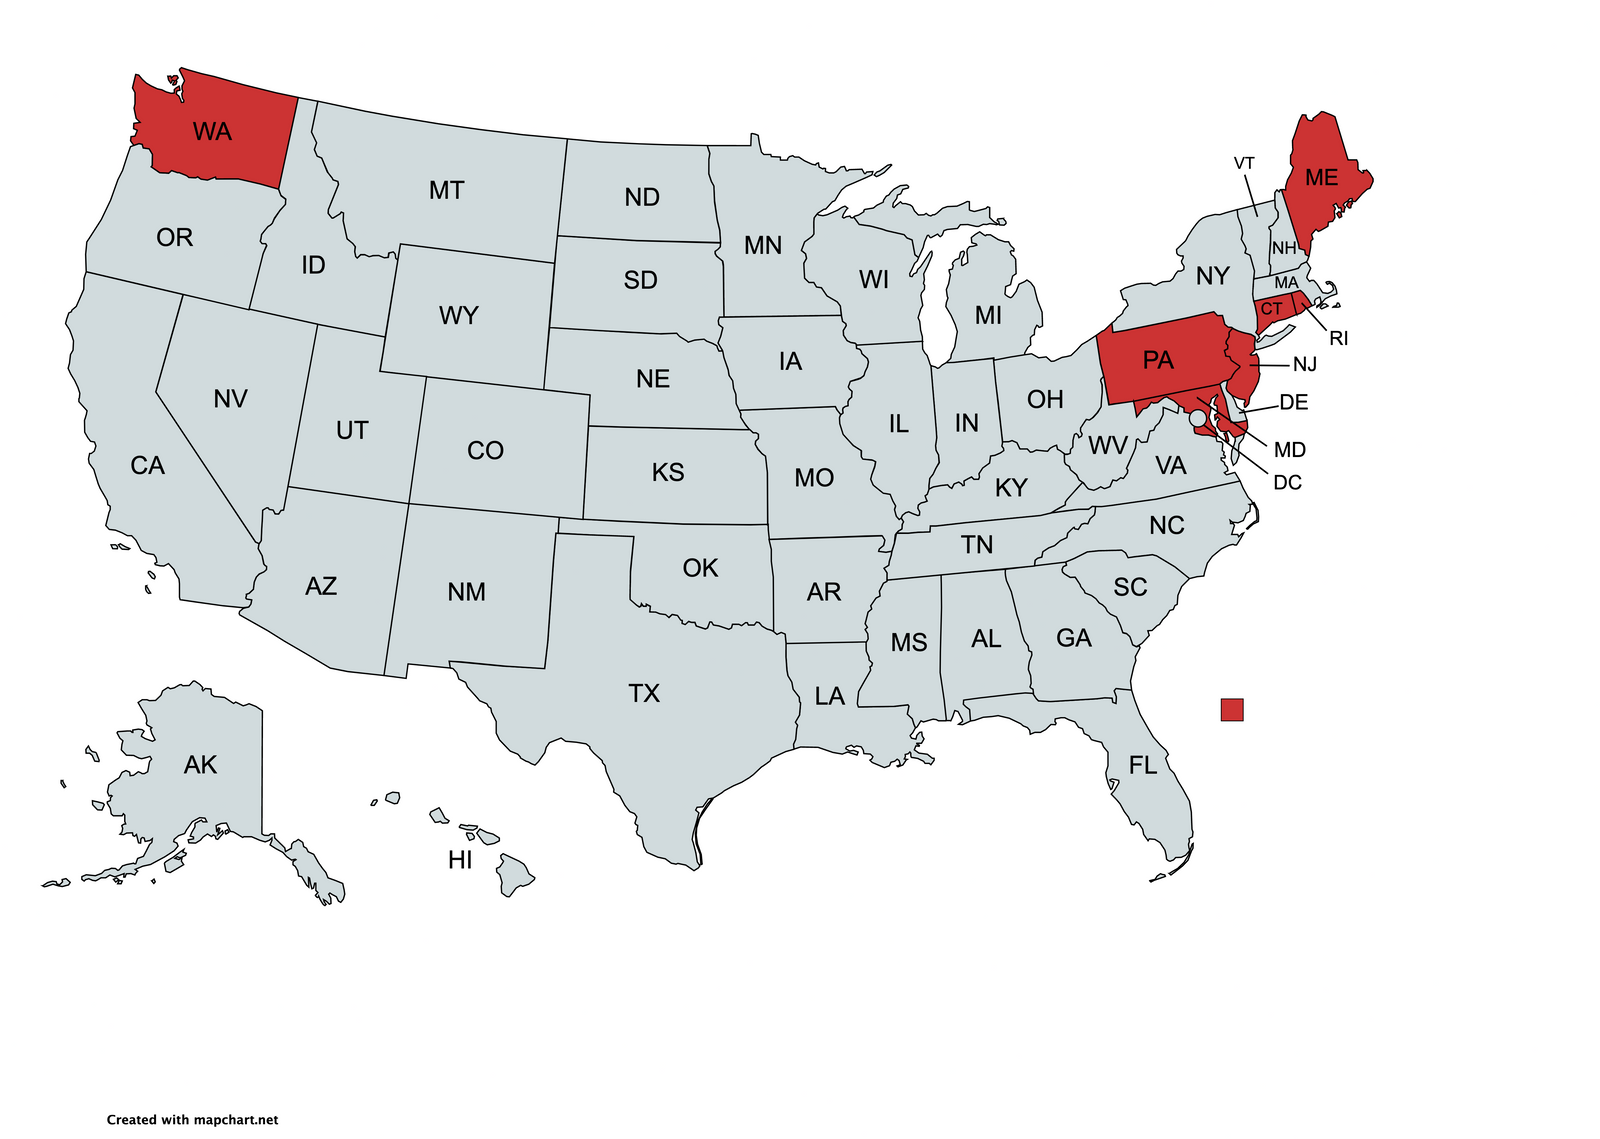 WA
ME
VT
MT
ND
OR
MN
NH
ID
NY
WI
SD
MA
CT
WY
MI
RI
PA
IA
NJ
NE
NV
OH
DE
IL
IN
UT
WV
CO
MD
CA
VA
KS
MO
DC
KY
NC
TN
OK
AZ
SC
NM
AR
AL
GA
MS
TX
LA
AK
FL
HI
Created with mapchart.net